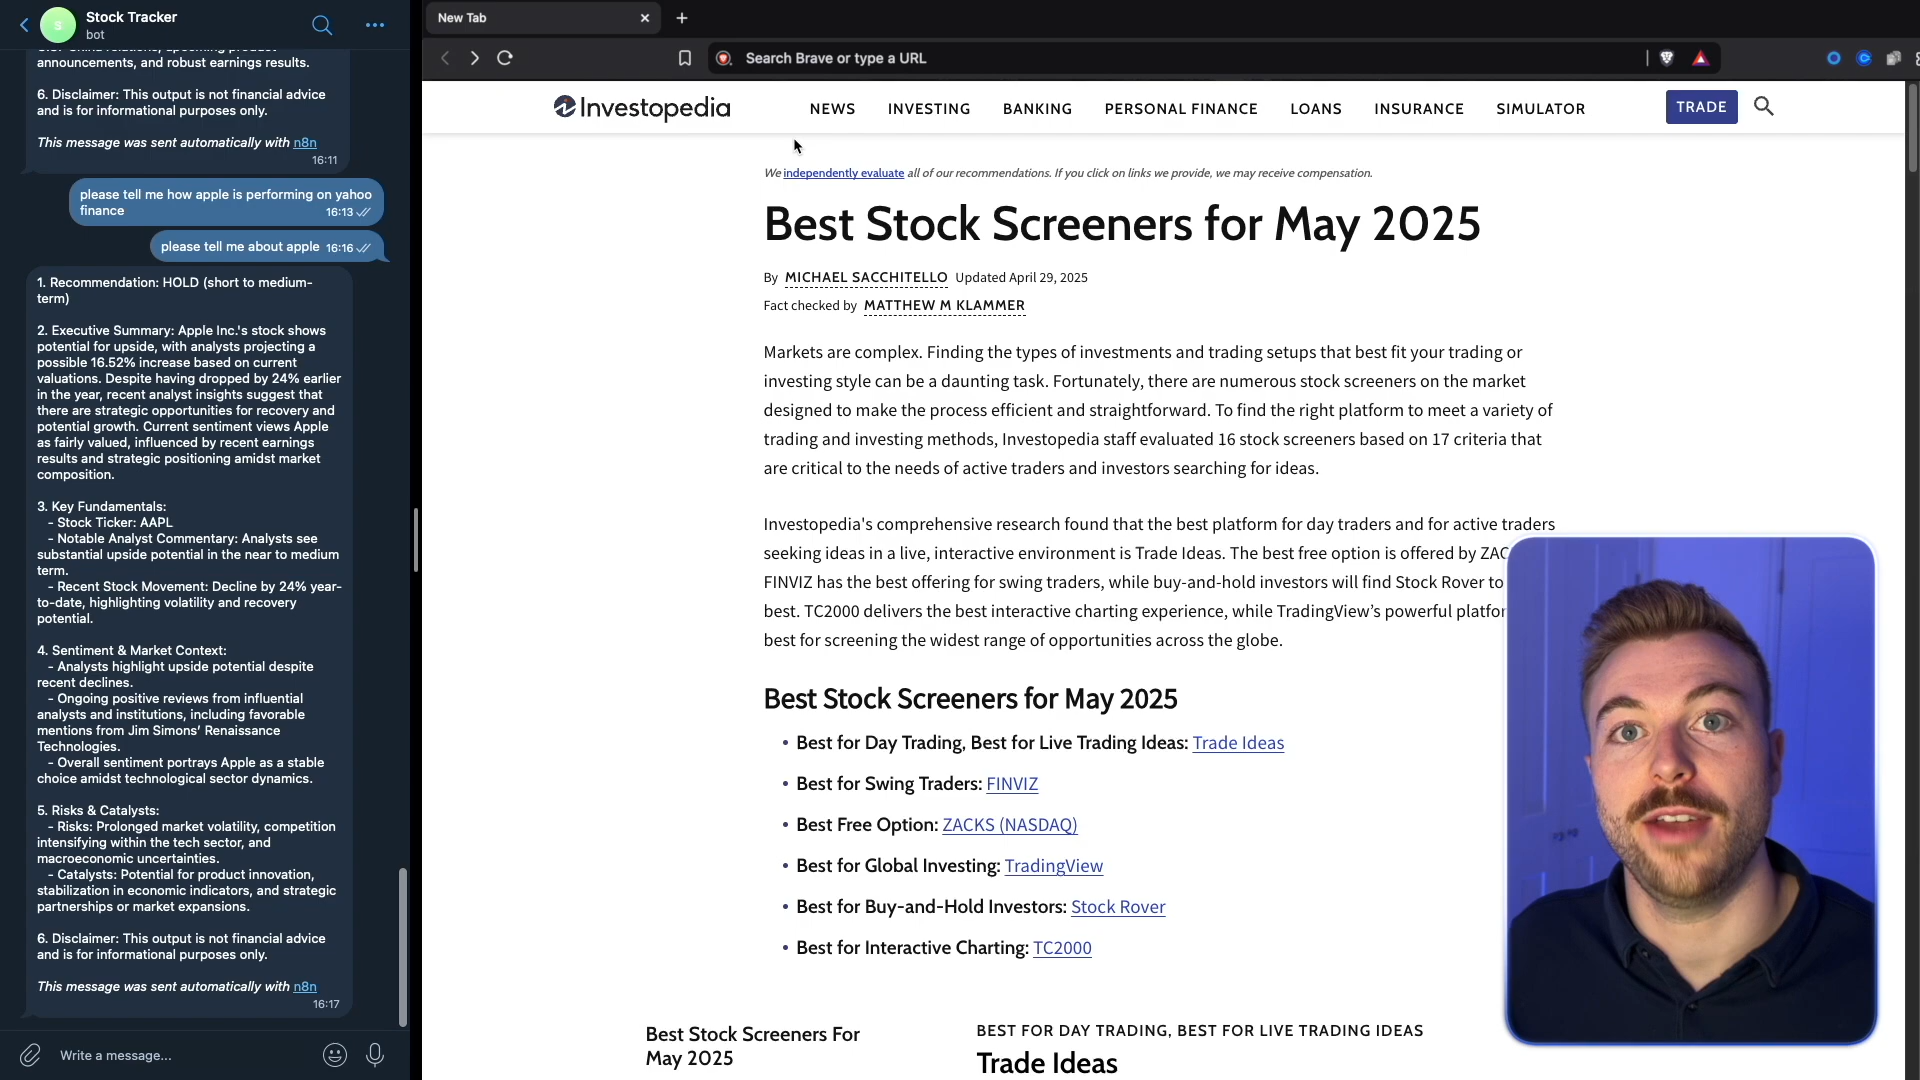 Stock Tracker
bot
announcements, and robust earnings results.
6. Disclaimer: This output is not financial advice
and is for informational purposes only.
This message was sent automatically with n8n
16:11
please tell me how apple is performing on yahoo
finance
16:13
please tell me about apple 16:16
1. Recommendation: HOLD (short to medium-
term)
2. Executive Summary: Apple Inc.'s stock shows
potential for upside, with analysts projecting a
possible 16.52% increase based on current
valuations. Despite having dropped by 24% earlier
in the year, recent analyst insights suggest that
there are strategic opportunities for recovery and
potential growth. Current sentiment views Apple
as fairly valued, influenced by recent earnings
results and strategic positioning amidst market
composition.
3. Key Fundamentals:
- Stock Ticker: AAPL
- Notable Analyst Commentary: Analysts see
substantial upside potential in the near to medium
term.
- Recent Stock Movement: Decline by 24% year-
to-date, highlighting volatility and recovery
potential.
4. Sentiment & Market Context:
- Analysts highlight upside potential despite
recent declines.
- Ongoing positive reviews from influential
analysts and institutions, including favorable
mentions from Jim Simons' Renaissance
Technologies.
- Overall sentiment portrays Apple as a stable
choice amidst technological sector dynamics.
5. Risks & Catalysts:
- Risks: Prolonged market volatility, competition
intensifying within the tech sector, and
macroeconomic uncertainties.
- Catalysts: Potential for product innovation,
stabilization in economic indicators, and strategic
partnerships or market expansions.
6. Disclaimer: This output is not financial advice
and is for informational purposes only.
This message was sent automatically with n8n
16:17
Write a message...
New Tab
Search Brave or type a URL
Investopedia
NEWS INVESTING BANKING PERSONAL FINANCE LOANS INSURANCE SIMULATOR
TRADE
We independently evaluate all of our recommendations. If you click on links we provide, we may receive compensation.
Best Stock Screeners for May 2025
By MICHAEL SACCHITELLO Updated April 29, 2025
Fact checked by MATTHEW M KLAMMER
Markets are complex. Finding the types of investments and trading setups that best fit your trading or
investing style can be a daunting task. Fortunately, there are numerous stock screeners on the market
designed to make the process efficient and straightforward. To find the right platform to meet a variety of
trading and investing methods, Investopedia staff evaluated 16 stock screeners based on 17 criteria that
are critical to the needs of active traders and investors searching for ideas.
Investopedia's comprehensive research found that the best platform for day traders and for active traders
seeking ideas in a live, interactive environment is Trade Ideas. The best free option is offered by ZAC
FINVIZ has the best offering for swing traders, while buy-and-hold investors will find Stock Rover to
best. TC2000 delivers the best interactive charting experience, while TradingView's powerful platfor
best for screening the widest range of opportunities across the globe.
Best Stock Screeners for May 2025
• Best for Day Trading, Best for Live Trading Ideas: Trade Ideas
• Best for Swing Traders: FINVIZ
• Best Free Option: ZACKS (NASDAQ)
• Best for Global Investing: TradingView
• Best for Buy-and-Hold Investors: Stock Rover
• Best for Interactive Charting: TC2000
Best Stock Screeners For
May 2025
BEST FOR DAY TRADING, BEST FOR LIVE TRADING IDEAS
Trade Ideas